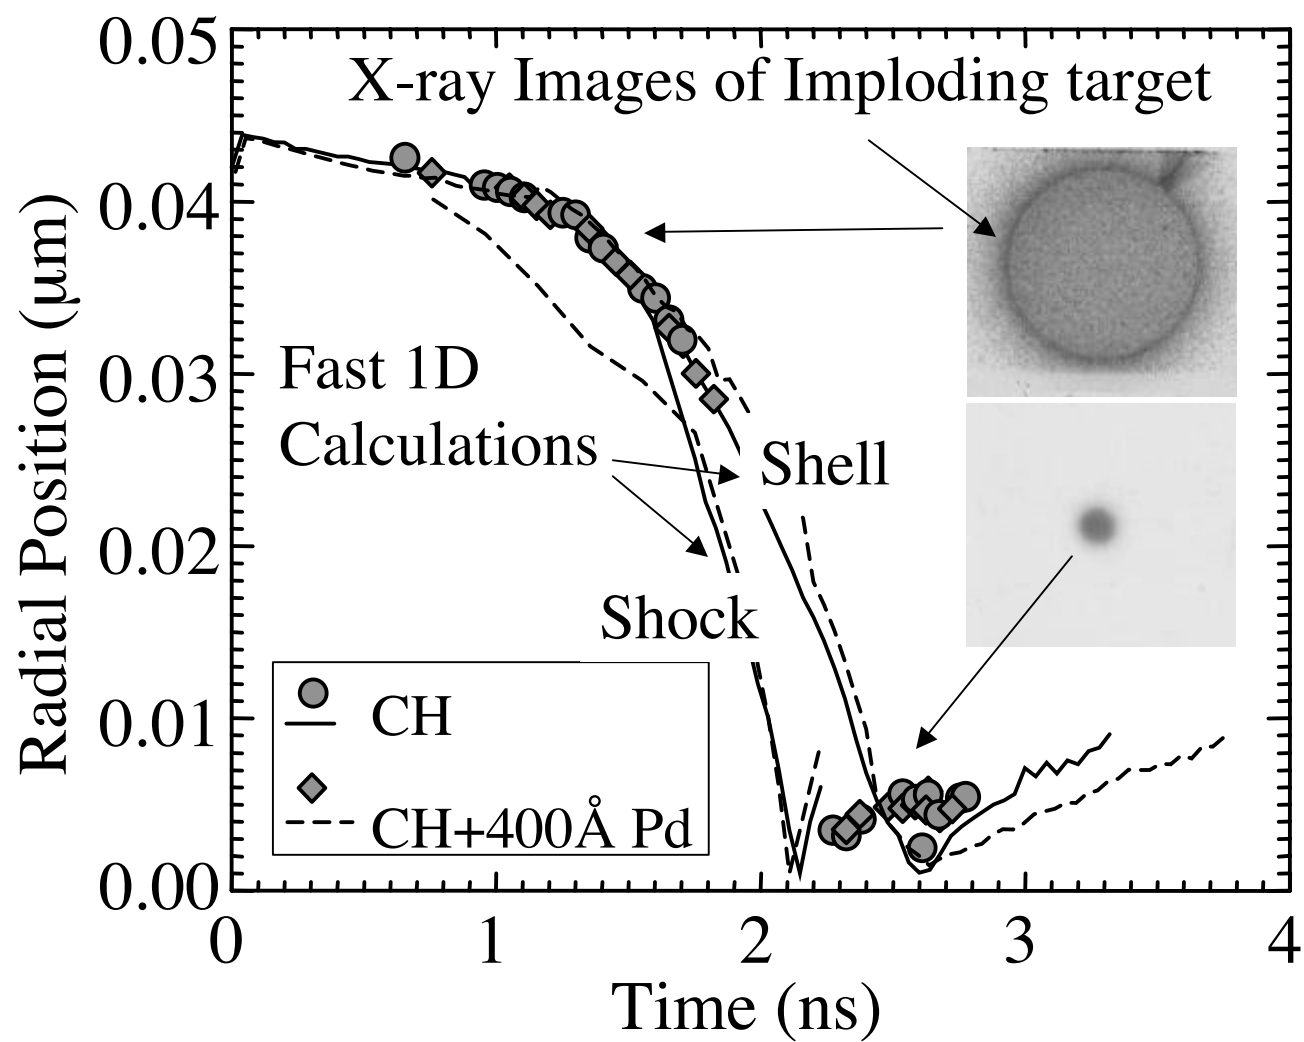 0.05
X-ray Images of Imploding target
0.04
0.03
Fast 1D
Calculations
Shell
0.02
Shock
0.01
CH
CH+400Å Pd
0.00
0
1
2
3
4
Time (ns)
Radial Position (µm)